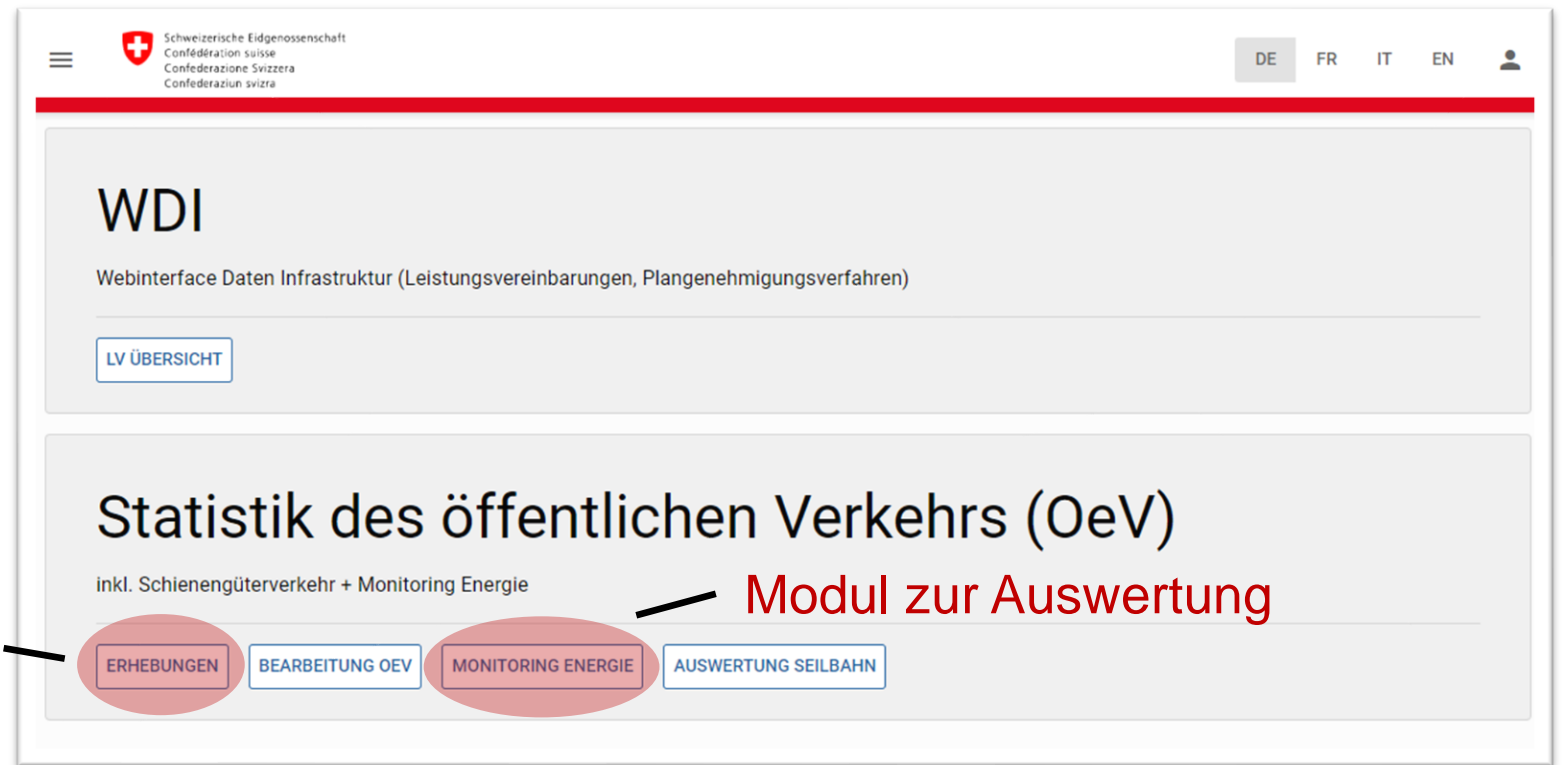 Schweizerische Eidgenossenschaft
Confédération suisse
Confederazione Svizzera
Confederaziun svizra
DE FR IT EN
WDI
Webinterface Daten Infrastruktur (Leistungsvereinbarungen, Plangenehmigungsverfahren)
LV ÜBERSICHT
Statistik des öffentlichen Verkehrs (OeV)
inkl. Schienengüterverkehr + Monitoring Energie
Modul zur Auswertung
ERHEBUNGEN BEARBEITUNG OEV MONITORING ENERGIE AUSWERTUNG SEILBAHN